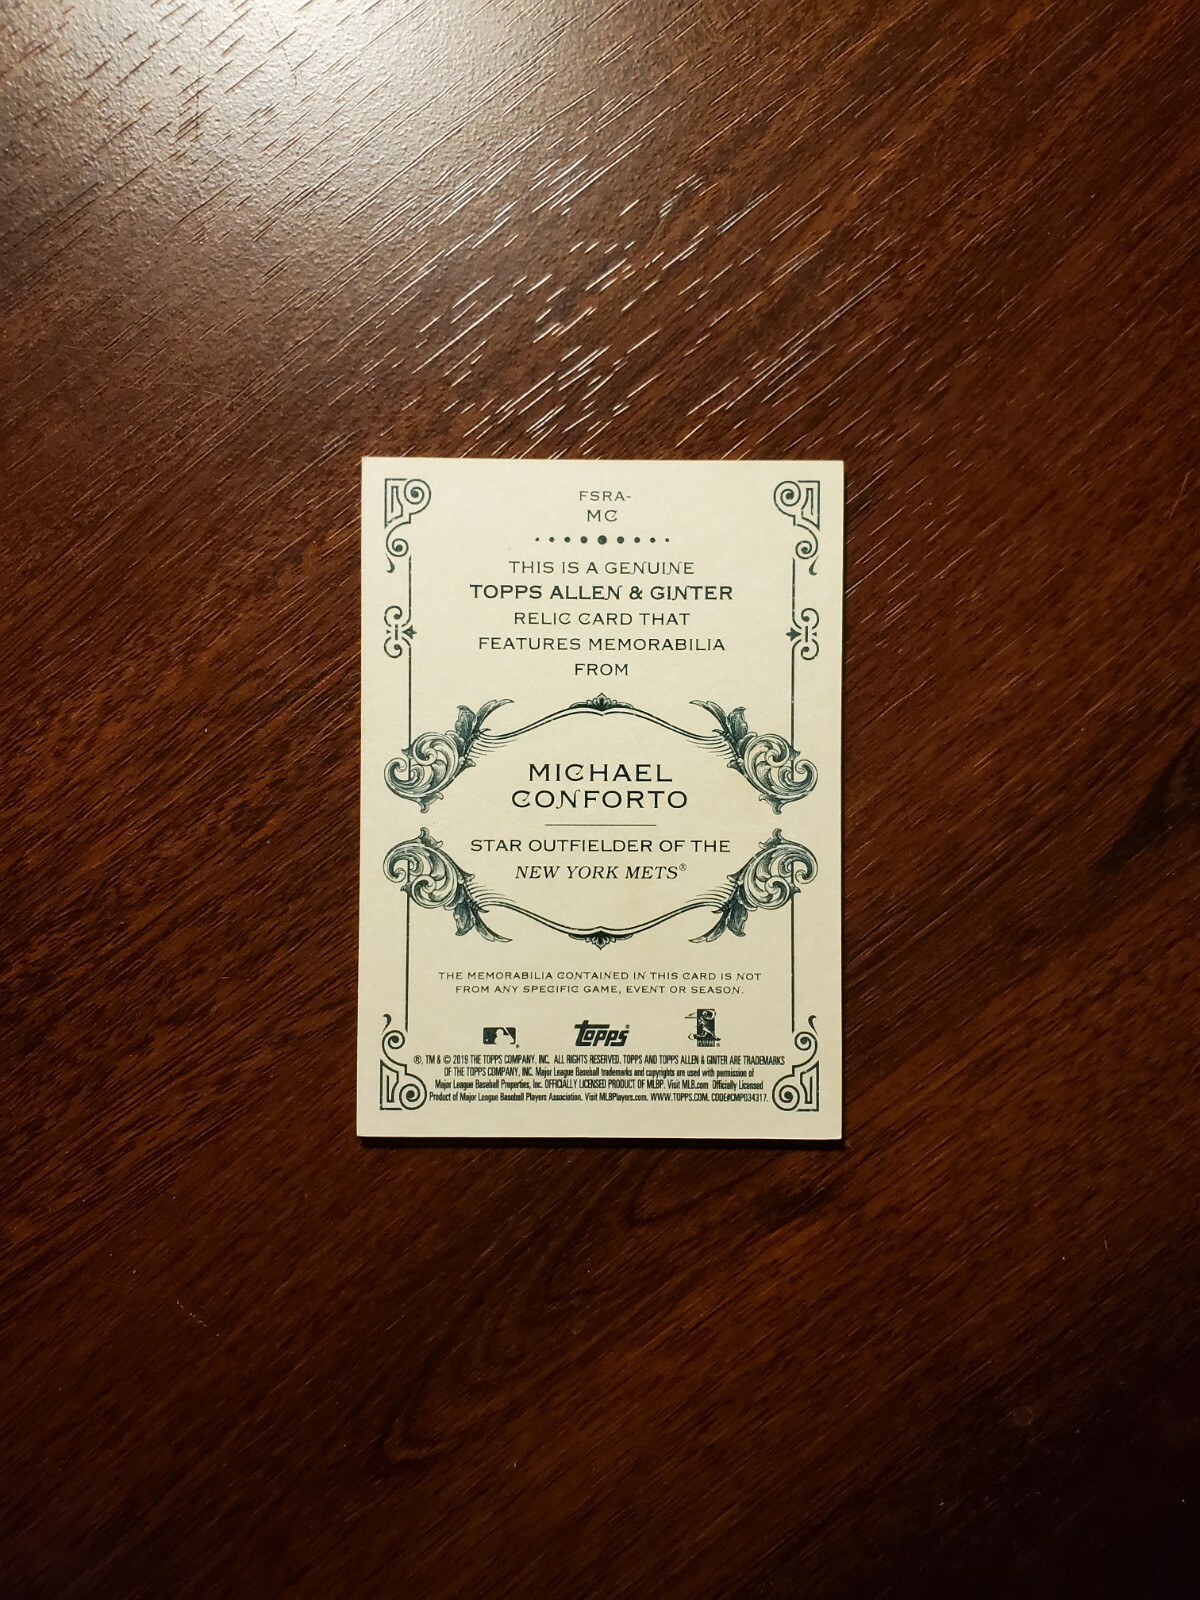 FSRA-
MC
THIS IS A GENUINE
TOPPS ALLEN & GINTER
RELIC CARD THAT
FEATURES MEMORABILIA
FROM
MICHAEL
CONFORTO
STAR OUTFIELDER OF THE
NEW YORK METS®
THE MEMORABILIA CONTAINED IN THIS CARD IS NOT
FROM ANY SPECIFIC GAME, EVENT OR SEASON.
Topps®
®, TM & © 2019 THE TOPPS COMPANY, INC. ALL RIGHTS RESERVED. TOPPS AND TOPPS ALLEN & GINTER ARE TRADEMARKS
OF THE TOPPS COMPANY, INC. Major League Baseball trademarks and copyrights are used with permission of
Major League Baseball Properties, Inc. OFFICIALLY LICENSED PRODUCT OF MLBP. Visit MLB.com Officially Licensed
Product of Major League Baseball Players Association. Visit MLBPlayers.com. WWW.TOPPS.COM. CODE#CMP034317.